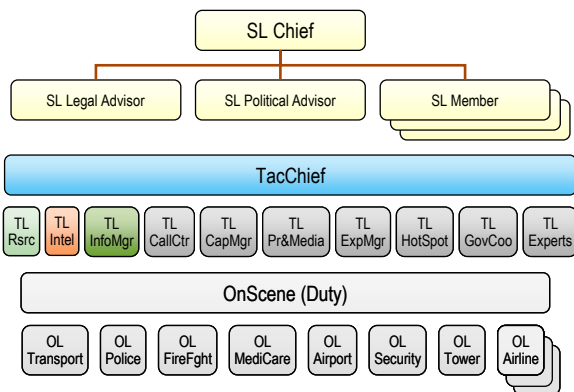 SL Chief
SL Legal Advisor
SL Political Advisor
SL Member
TacChief
TL
Rsrc
TL
Intel
TL
InfoMgr
TL
CallCtr
TL
CapMgr
TL
Pr&Media
TL
ExpMgr
TL
HotSpot
TL
GovCoo
TL
Experts
OnScene (Duty)
OL
Transport
OL
Police
OL
FireFght
OL
MediCare
OL
Airport
OL
Security
OL
Tower
OL
Airline